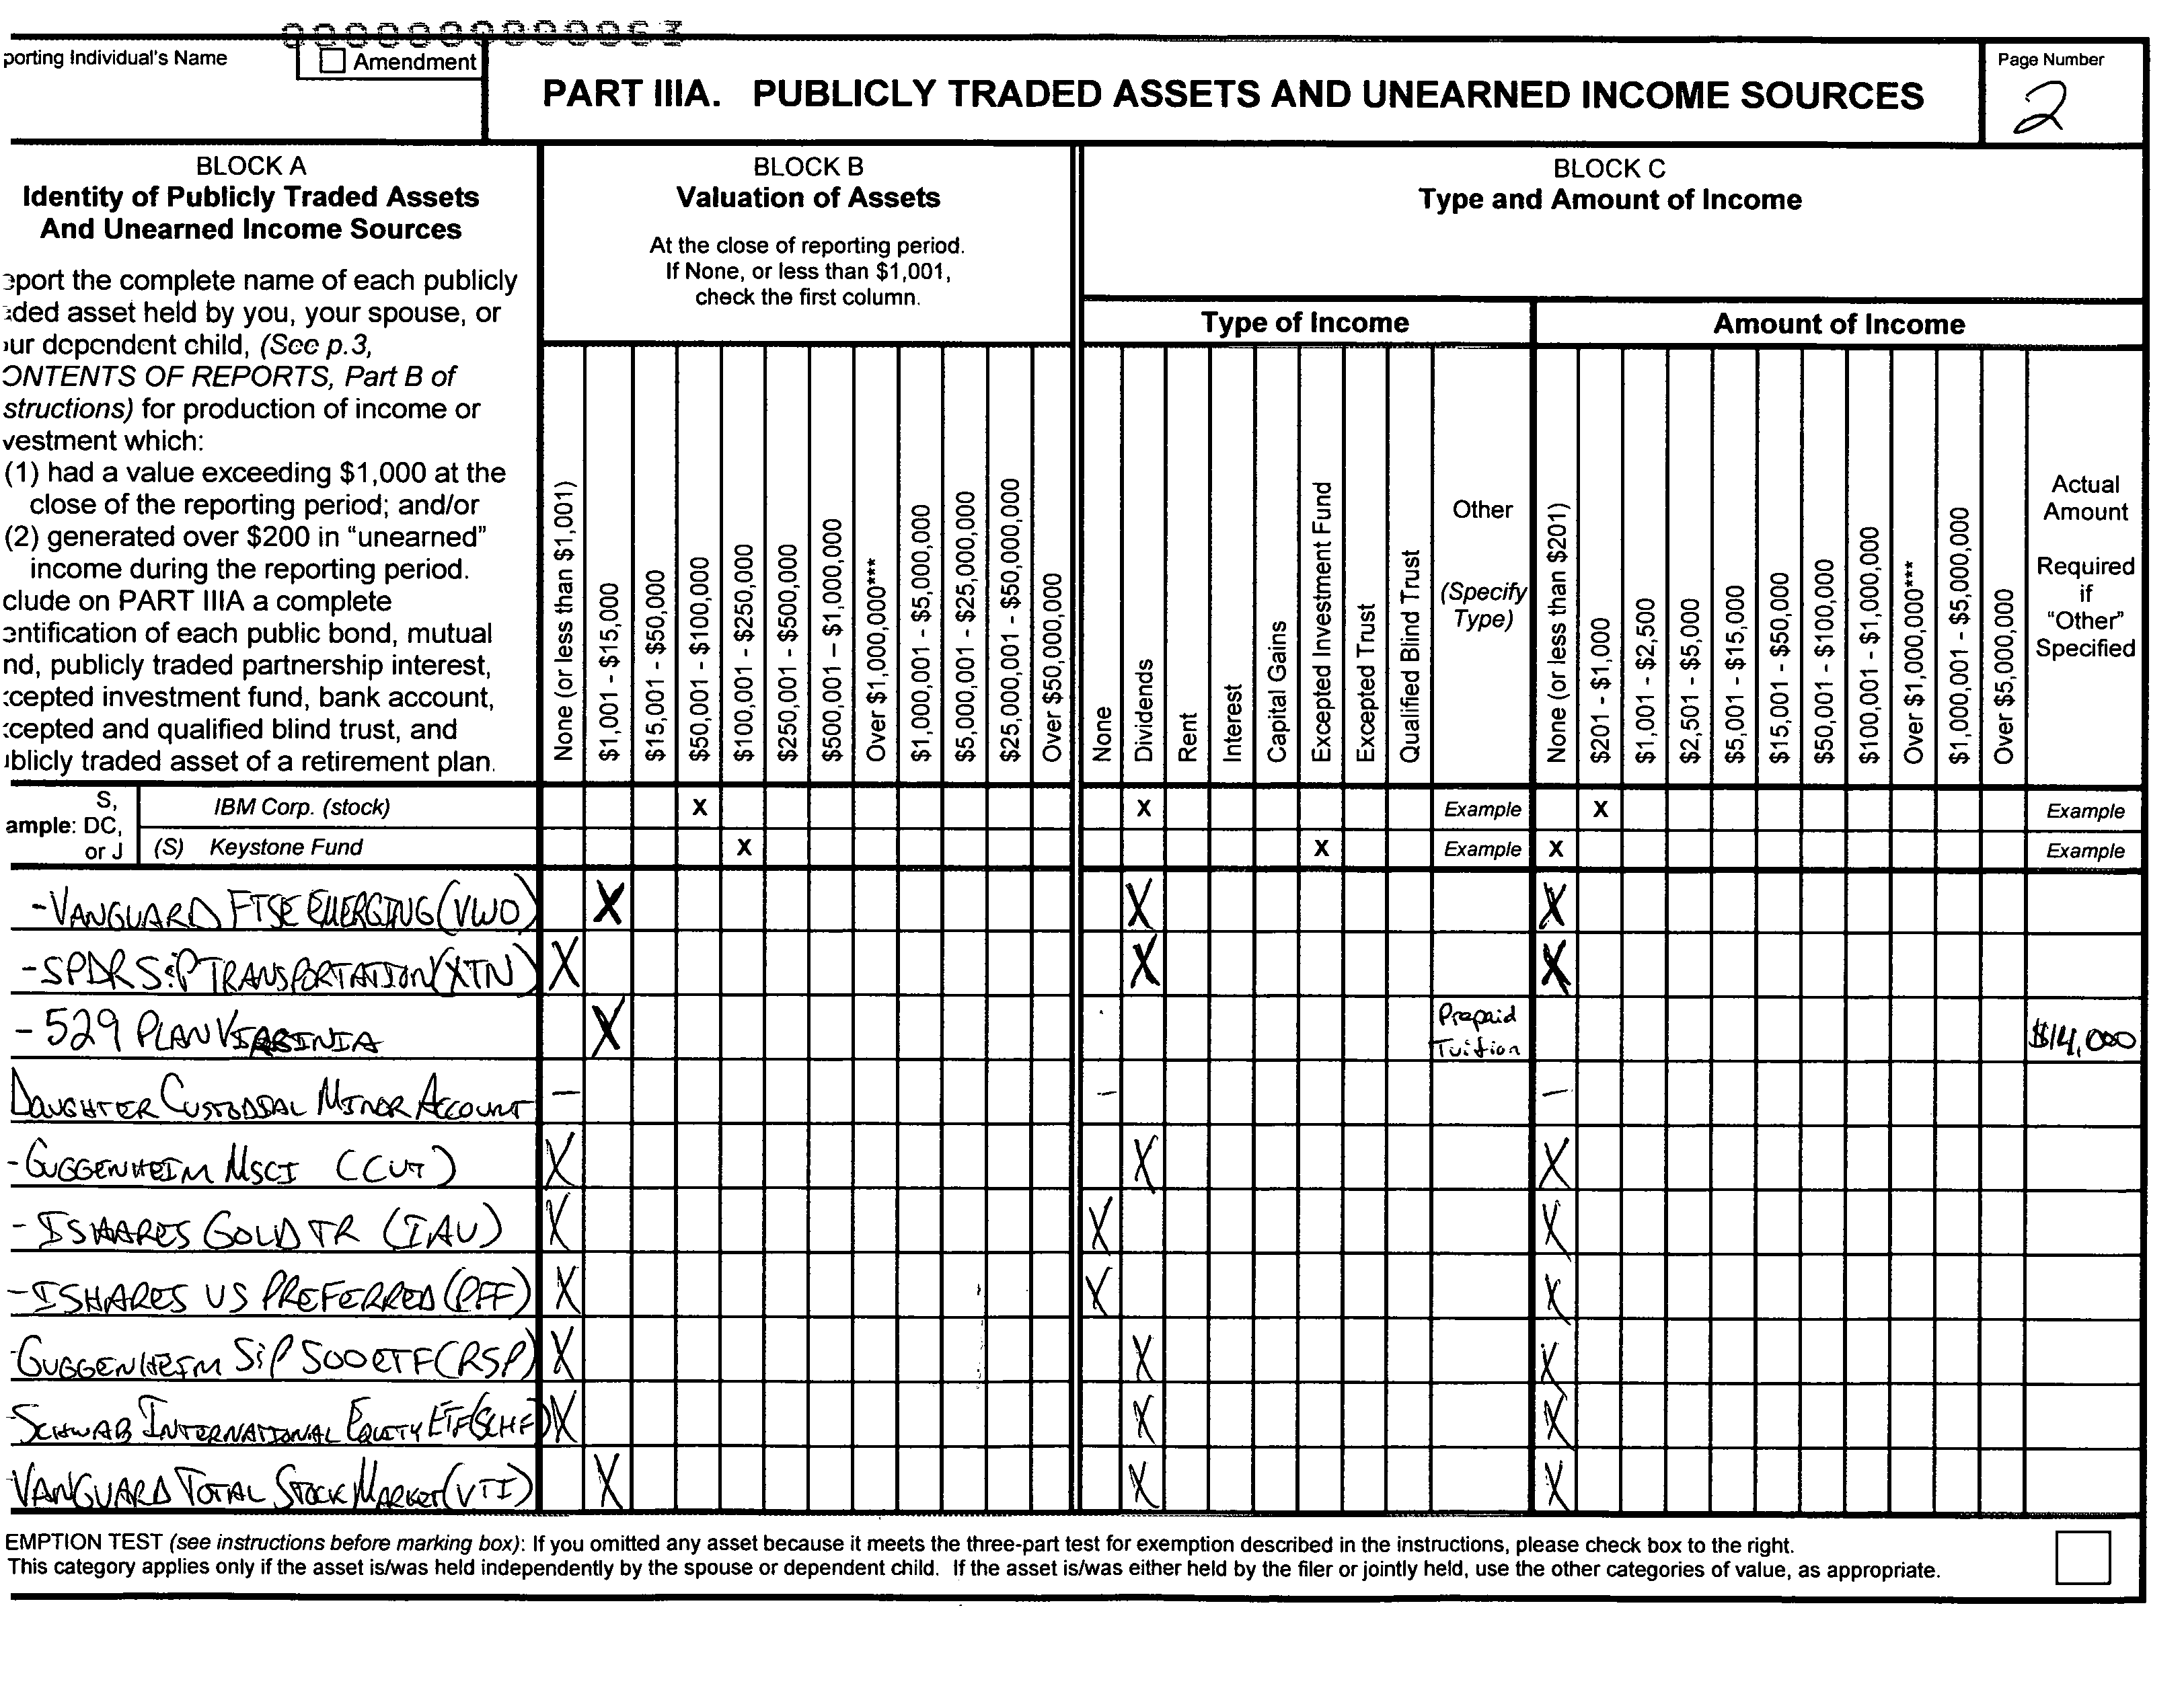 000000000000053
porting Individual's Name
Amendment
PART IIIA. PUBLICLY TRADED ASSETS AND UNEARNED INCOME SOURCES
Page Number
2
BLOCK A
Identity of Publicly Traded Assets
And Unearned Income Sources
eport the complete name of each publicly
ded asset held by you, your spouse, or
ur dependent child, (See p.3,
ONTENTS OF REPORTS, Part B of
structions) for production of income or
vestment which:
(1) had a value exceeding $1,000 at the
close of the reporting period; and/or
(2) generated over $200 in “unearned”
income during the reporting period.
clude on PART IIIA a complete
entification of each public bond, mutual
nd, publicly traded partnership interest,
cepted investment fund, bank account,
cepted and qualified blind trust, and
iblicly traded asset of a retirement plan.
BLOCK B
Valuation of Assets
At the close of reporting period.
If None, or less than $1,001,
check the first column.
None (or less than $1,001)
$1,001 - $15,000
$15,001 - $50,000
$50,001 - $100,000
$100,001 - $250,000
$250,001 - $500,000
$500,001 – $1,000,000
Over $1,000,000***
$1,000,001 - $5,000,000
$5,000,001 - $25,000,000
$25,000,001 - $50,000,000
Over $50,000,000
BLOCK C
Type and Amount of Income
Type of Income
None
Dividends
Rent
Interest
Capital Gains
Excepted Investment Fund
Excepted Trust
Qualified Blind Trust
Other
(Specify
Type)
Amount of Income
None (or less than $201)
$201 - $1,000
$1,001 - $2,500
$2,501 - $5,000
$5,001 - $15,000
$15,001 - $50,000
$50,001 - $100,000
$100,001 - $1,000,000
Over $1,000,000***
$1,000,001 - $5,000,000
Over $5,000,000
Actual
Amount
Required
if
“Other”
Specified
ample: S, DC, or J
IBM Corp. (stock) X X Example X Example
(S) Keystone Fund X X Example X Example
- VANGUARD FTSE EMERGING (VWO) X X X
- SPDR S&P TRANSPORTATION (XTN) X X X
- 529 PLAN VIRGINIA X Prepaid Tuition $14,000
DAUGHTER CUSTODIAL MINOR ACCOUNT — — —
- GUGGENHEIM MSCI (CUT) X X X
- ISHARES GOLD TR (IAU) X X X
- ISHARES US PREFERRED (PFF) X X X
- GUGGENHEIM S&P 500 ETF (RSP) X X X
- SCHWAB INTERNATIONAL EQUITY ETF (SCHF) X X X
VANGUARD TOTAL STOCK MARKET (VTI) X X X
EMPTION TEST (see instructions before marking box): If you omitted any asset because it meets the three-part test for exemption described in the instructions, please check box to the right.
This category applies only if the asset is/was held independently by the spouse or dependent child. If the asset is/was either held by the filer or jointly held, use the other categories of value, as appropriate.